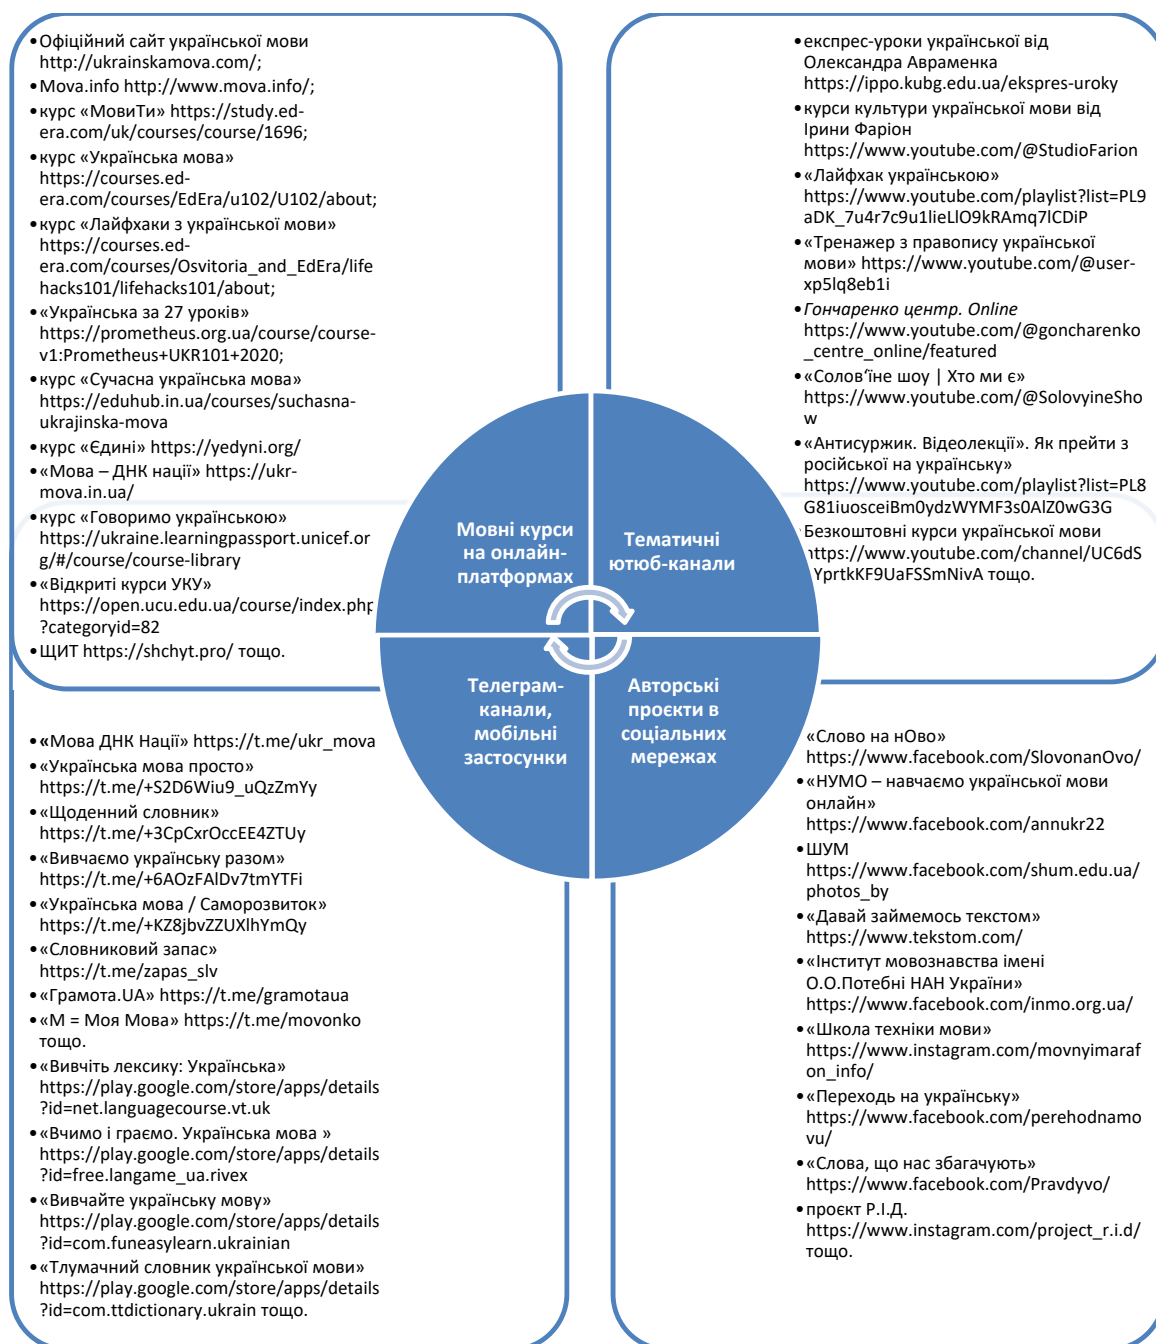 •Офіційний сайт української мови
http://ukrainskamova.com/;
•Mova.info http://www.mova.info/;
•курс «МовиТи» https://study.ed-
era.com/uk/courses/course/1696;
•курс «Українська мова»
https://courses.ed-
era.com/courses/EdEra/u102/U102/about;
•курс «Лайфхаки з української мови»
https://courses.ed-
era.com/courses/Osvitoria_and_EdEra/life
hacks101/lifehacks101/about;
•«Українська за 27 уроків»
https://prometheus.org.ua/course/course-
v1:Prometheus+UKR101+2020;
•курс «Сучасна українська мова»
https://eduhub.in.ua/courses/suchasna-
ukrajinska-mova
•курс «Єдині» https://yedyni.org/
•«Мова – ДНК нації» https://ukr-
mova.in.ua/
•курс «Говоримо українською»
https://ukraine.learningpassport.unicef.or
g/#/course/course-library
•«Відкриті курси УКУ»
https://open.ucu.edu.ua/course/index.php
?categoryid=82
•ЩИТ https://shchyt.pro/ тощо.
•експрес-уроки української від
Олександра Авраменка
https://ippo.kubg.edu.ua/ekspres-uroky
•курси культури української мови від
Ірини Фаріон
https://www.youtube.com/@StudioFarion
•«Лайфхак українською»
https://www.youtube.com/playlist?list=PL9
aDK_7u4r7c9u1lieLlO9kRAmq7lCDiP
•«Тренажер з правопису української
мови» https://www.youtube.com/@user-
xp5lq8eb1i
•Гончаренко центр. Online
https://www.youtube.com/@goncharenko
_centre_online/featured
•«Солов‘їне шоу | Хто ми є»
https://www.youtube.com/@SolovyineSho
w
•«Антисуржик. Відеолекції». Як прейти з
російської на українську»
https://www.youtube.com/playlist?list=PL8
G81iuosceiBm0ydzWYMF3s0AlZ0wG3G
Безкоштовні курси української мови
https://www.youtube.com/channel/UC6dS
YprtkKF9UaFSSmNivA тощо.
Мовні курси
на онлайн-
платформах
Тематичні
ютюб-канали
Телеграм-
канали,
мобільні
застосунки
Авторські
проєкти в
соціальних
мережах
•«Мова ДНК Нації» https://t.me/ukr_mova
•«Українська мова просто»
https://t.me/+S2D6Wiu9_uQzZmYy
•«Щоденний словник»
https://t.me/+3CpCxrOccEE4ZTUy
•«Вивчаємо українську разом»
https://t.me/+6AOzFAlDv7tmYTFi
•«Українська мова / Саморозвиток»
https://t.me/+KZ8jbvZZUXlhYmQy
•«Словниковий запас»
https://t.me/zapas_slv
•«Грамота.UA» https://t.me/gramotaua
•«М = Моя Мова» https://t.me/movonko
тощо.
•«Вивчіть лексику: Українська»
https://play.google.com/store/apps/details
?id=net.languagecourse.vt.uk
•«Вчимо і граємо. Українська мова »
https://play.google.com/store/apps/details
?id=free.langame_ua.rivex
•«Вивчайте українську мову»
https://play.google.com/store/apps/details
?id=com.funeasylearn.ukrainian
•«Тлумачний словник української мови»
https://play.google.com/store/apps/details
?id=com.ttdictionary.ukrain тощо.
«Слово на нОво»
https://www.facebook.com/SlovonanOvo/
•«НУМО – навчаємо української мови
онлайн»
https://www.facebook.com/annukr22
•ШУМ
https://www.facebook.com/shum.edu.ua/
photos_by
•«Давай займемось текстом»
https://www.tekstom.com/
•«Інститут мовознавства імені
О.О.Потебні НАН України»
https://www.facebook.com/inmo.org.ua/
•«Школа техніки мови»
https://www.instagram.com/movnyimaraf
on_info/
•«Переходь на українську»
https://www.facebook.com/perehodnamo
vu/
•«Слова, що нас збагачують»
https://www.facebook.com/Pravdyvo/
•проєкт Р.І.Д.
https://www.instagram.com/project_r.i.d/
тощо.